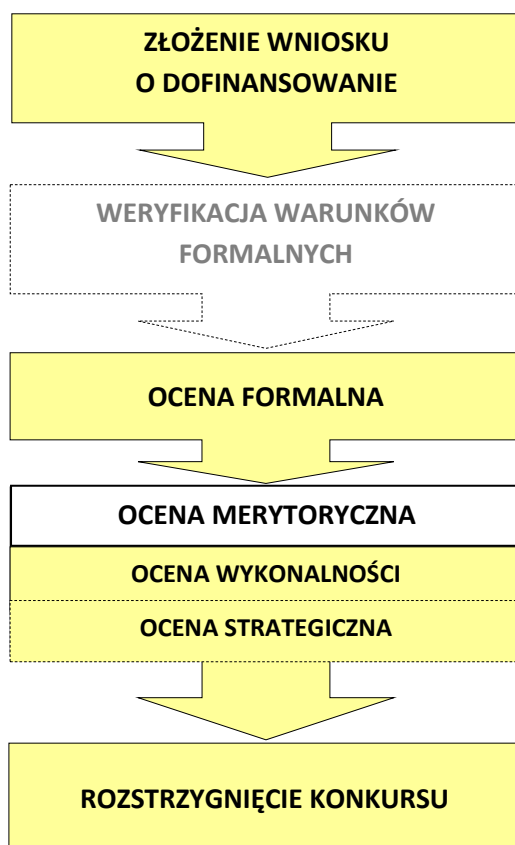 ZŁOŻENIE WNIOSKU
O DOFINANSOWANIE
WERYFIKACJA WARUNKÓW
FORMALNYCH
OCENA FORMALNA
OCENA MERYTORYCZNA
OCENA WYKONALNOŚCI
OCENA STRATEGICZNA
ROZSTRZYGNIĘCIE KONKURSU